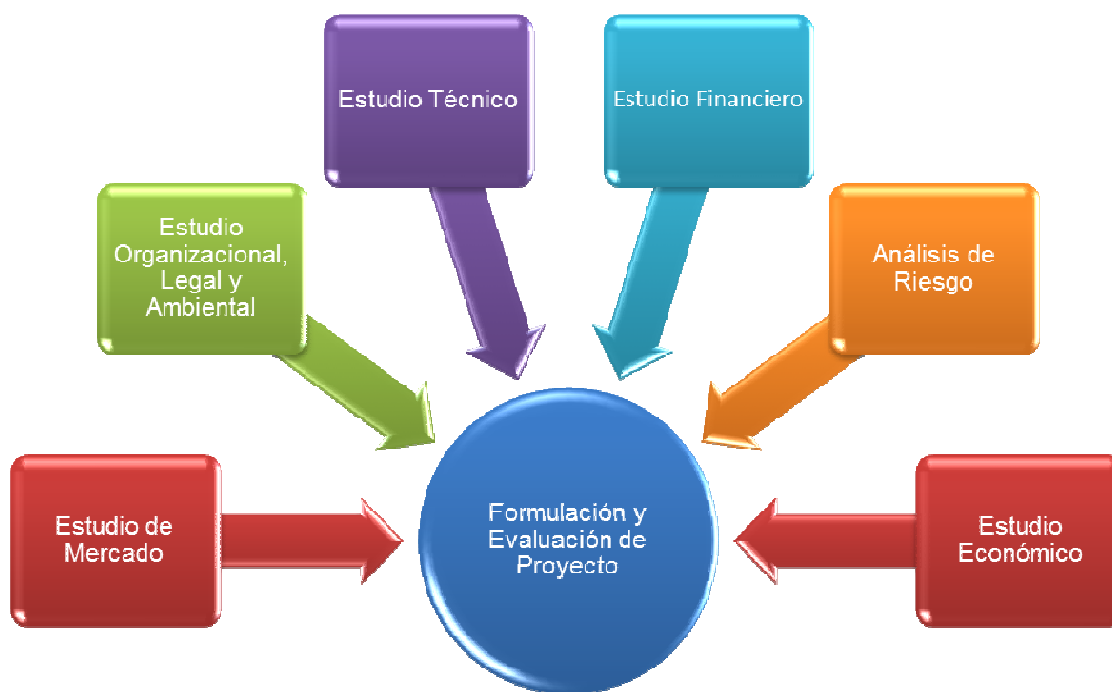 Estudio Técnico
Estudio Financiero
Estudio
Organizacional,
Legal y
Ambiental
Análisis de
Riesgo
Estudio de
Mercado
Formulación y
Evaluación de
Proyecto
Estudio
Económico